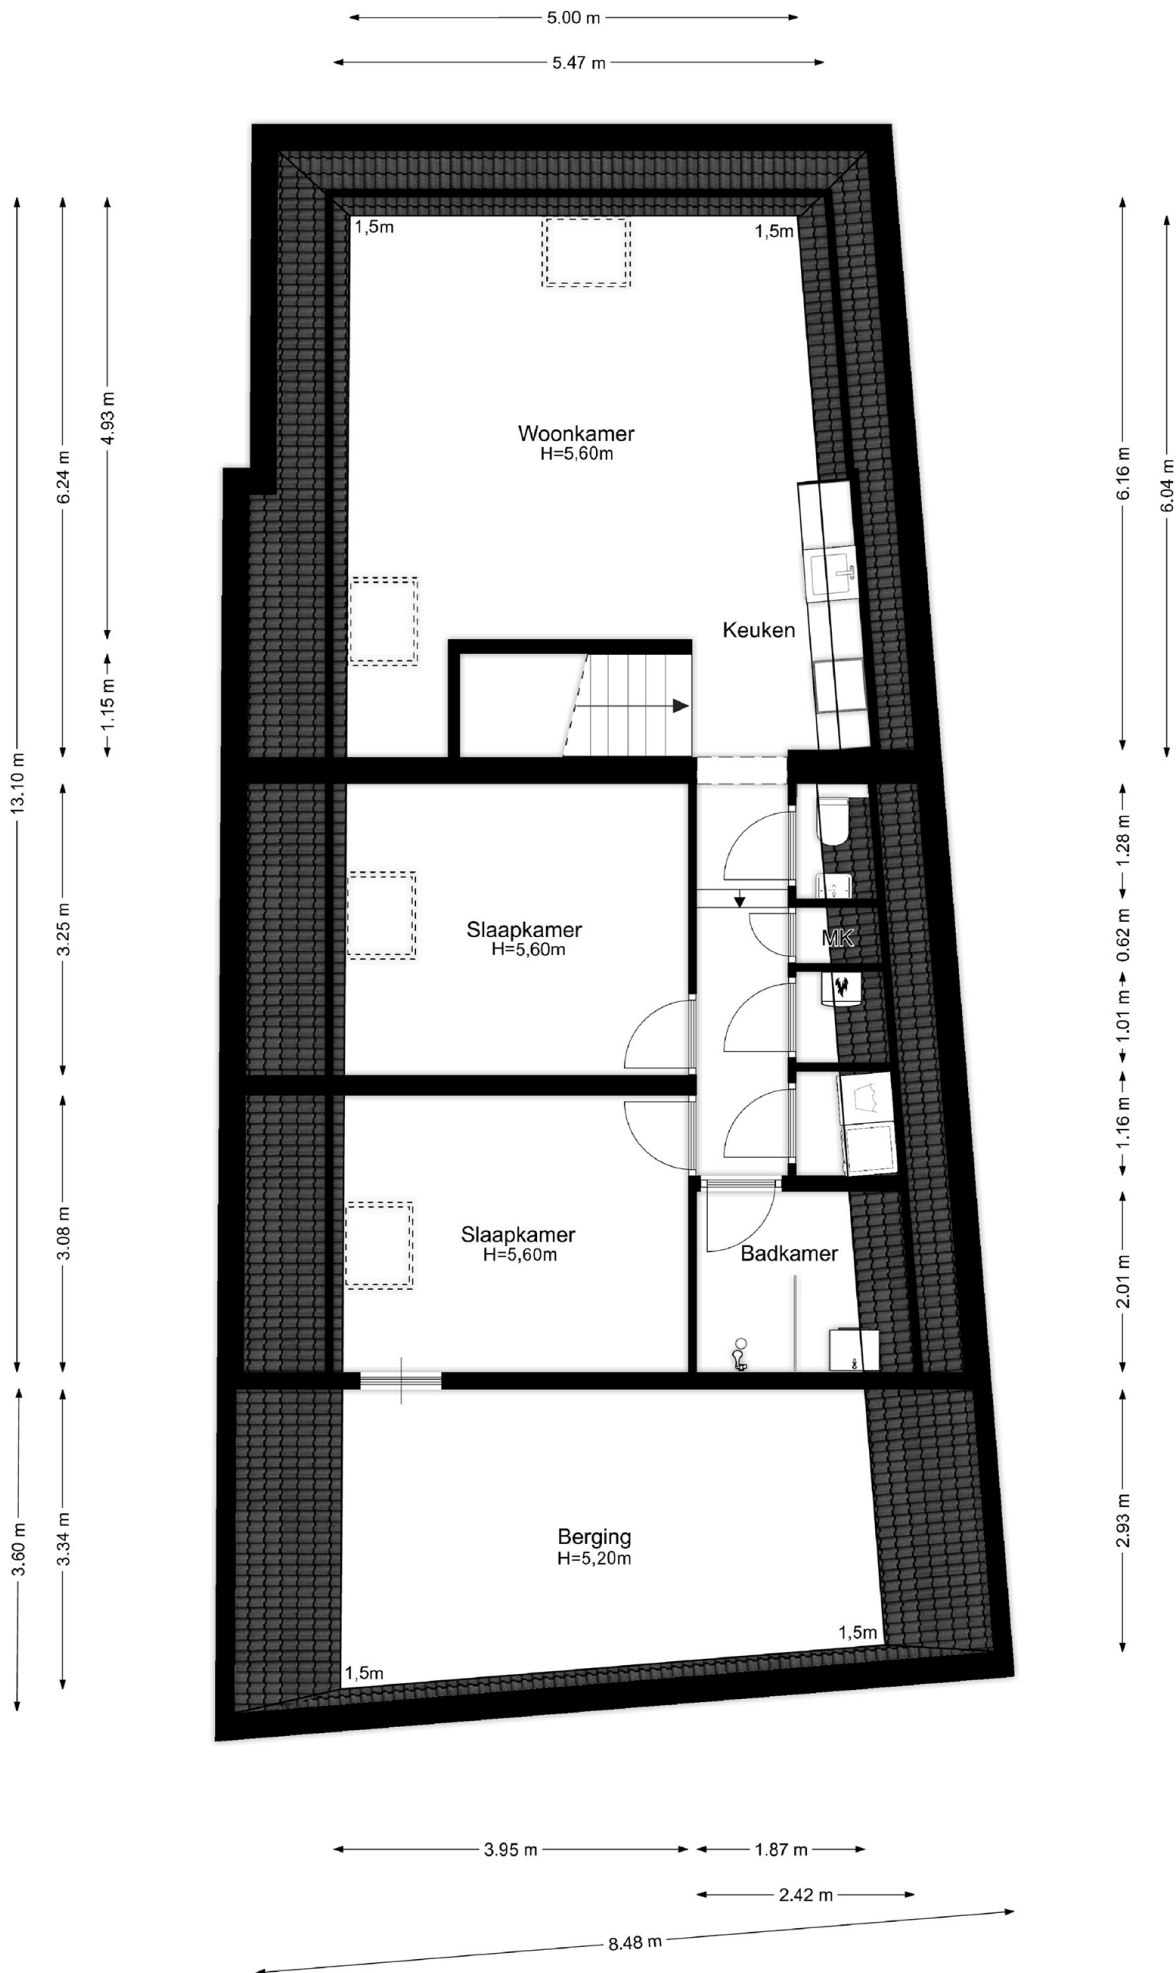 5.00 m
5.47 m
1,5m
1,5m
Woonkamer
H=5,60m
Keuken
Slaapkamer
H=5,60m
MK
Slaapkamer
H=5,60m
Badkamer
Berging
H=5,20m
1,5m
1,5m
13.10 m
3.60 m
6.24 m
3.25 m
3.08 m
3.34 m
4.93 m
1.15 m
6.16 m
1.28 m
0.62 m
1.01 m
1.16 m
2.01 m
2.93 m
6.04 m
3.95 m
1.87 m
2.42 m
8.48 m